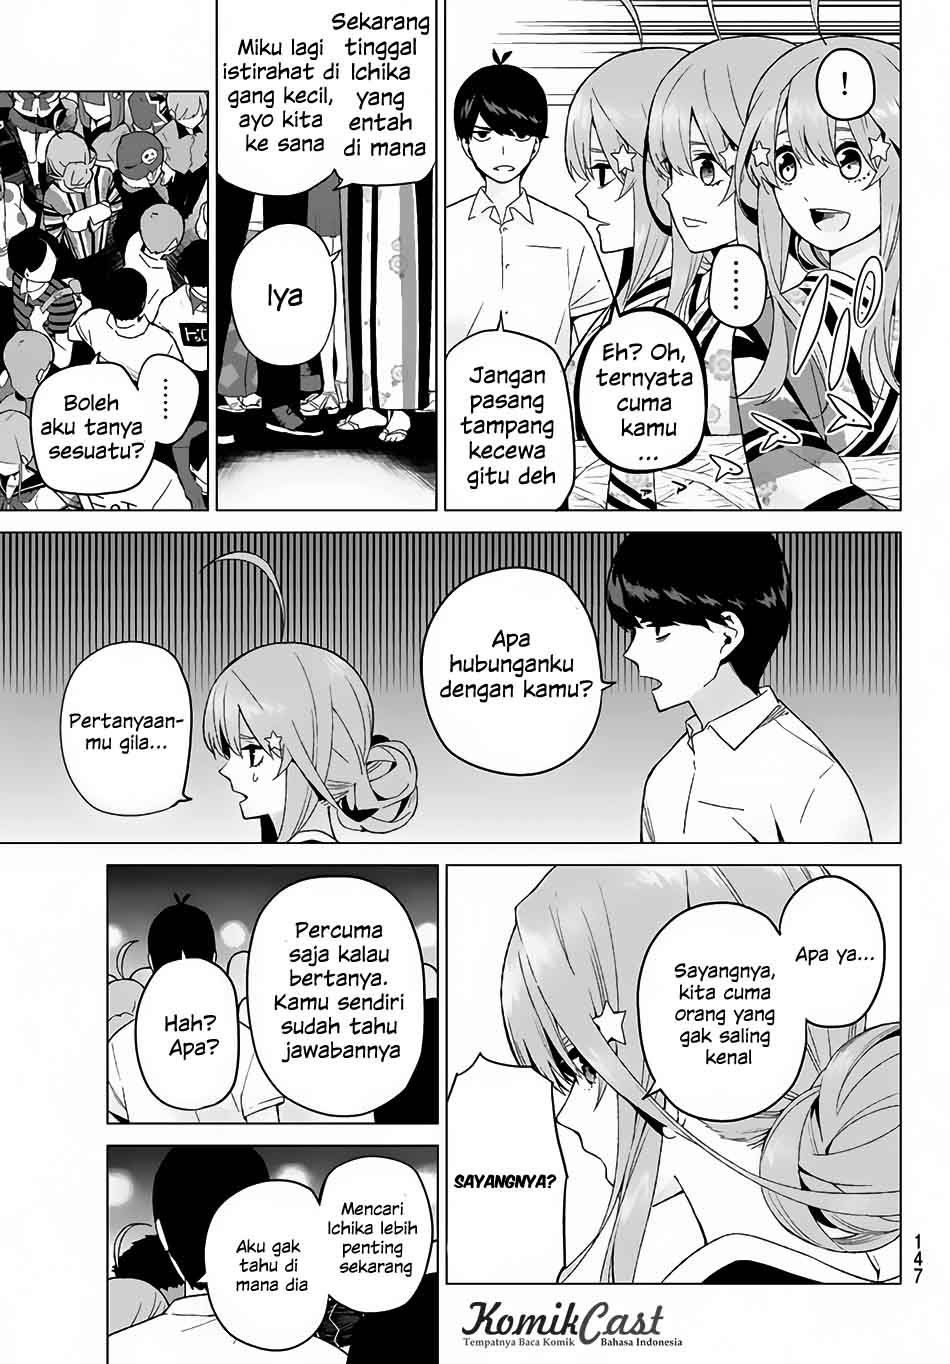 !
......
Eh? Oh,
ternyata
cuma
kamu
...
Jangan
pasang
tampang
kecewa
gitu deh
Sekarang
tinggal
Ichika
yang
entah
di mana
Miku lagi
istirahat di
gang kecil,
ayo kita
ke sana
Iya
......
Boleh
aku tanya
sesuatu?
Apa
hubunganku
dengan kamu?
Pertanyaan-
mu gila...
Apa ya...
Sayangnya,
kita cuma
orang yang
gak saling
kenal
SAYANGNYA?
Percuma
saja kalau
bertanya.
Kamu sendiri
sudah tahu
jawabannya
Hah?
Apa?
Mencari
Ichika lebih
penting
sekarang
Aku gak
tahu di
mana dia
147
KomikCast
Tempatnya Baca Komik Bahasa Indonesia